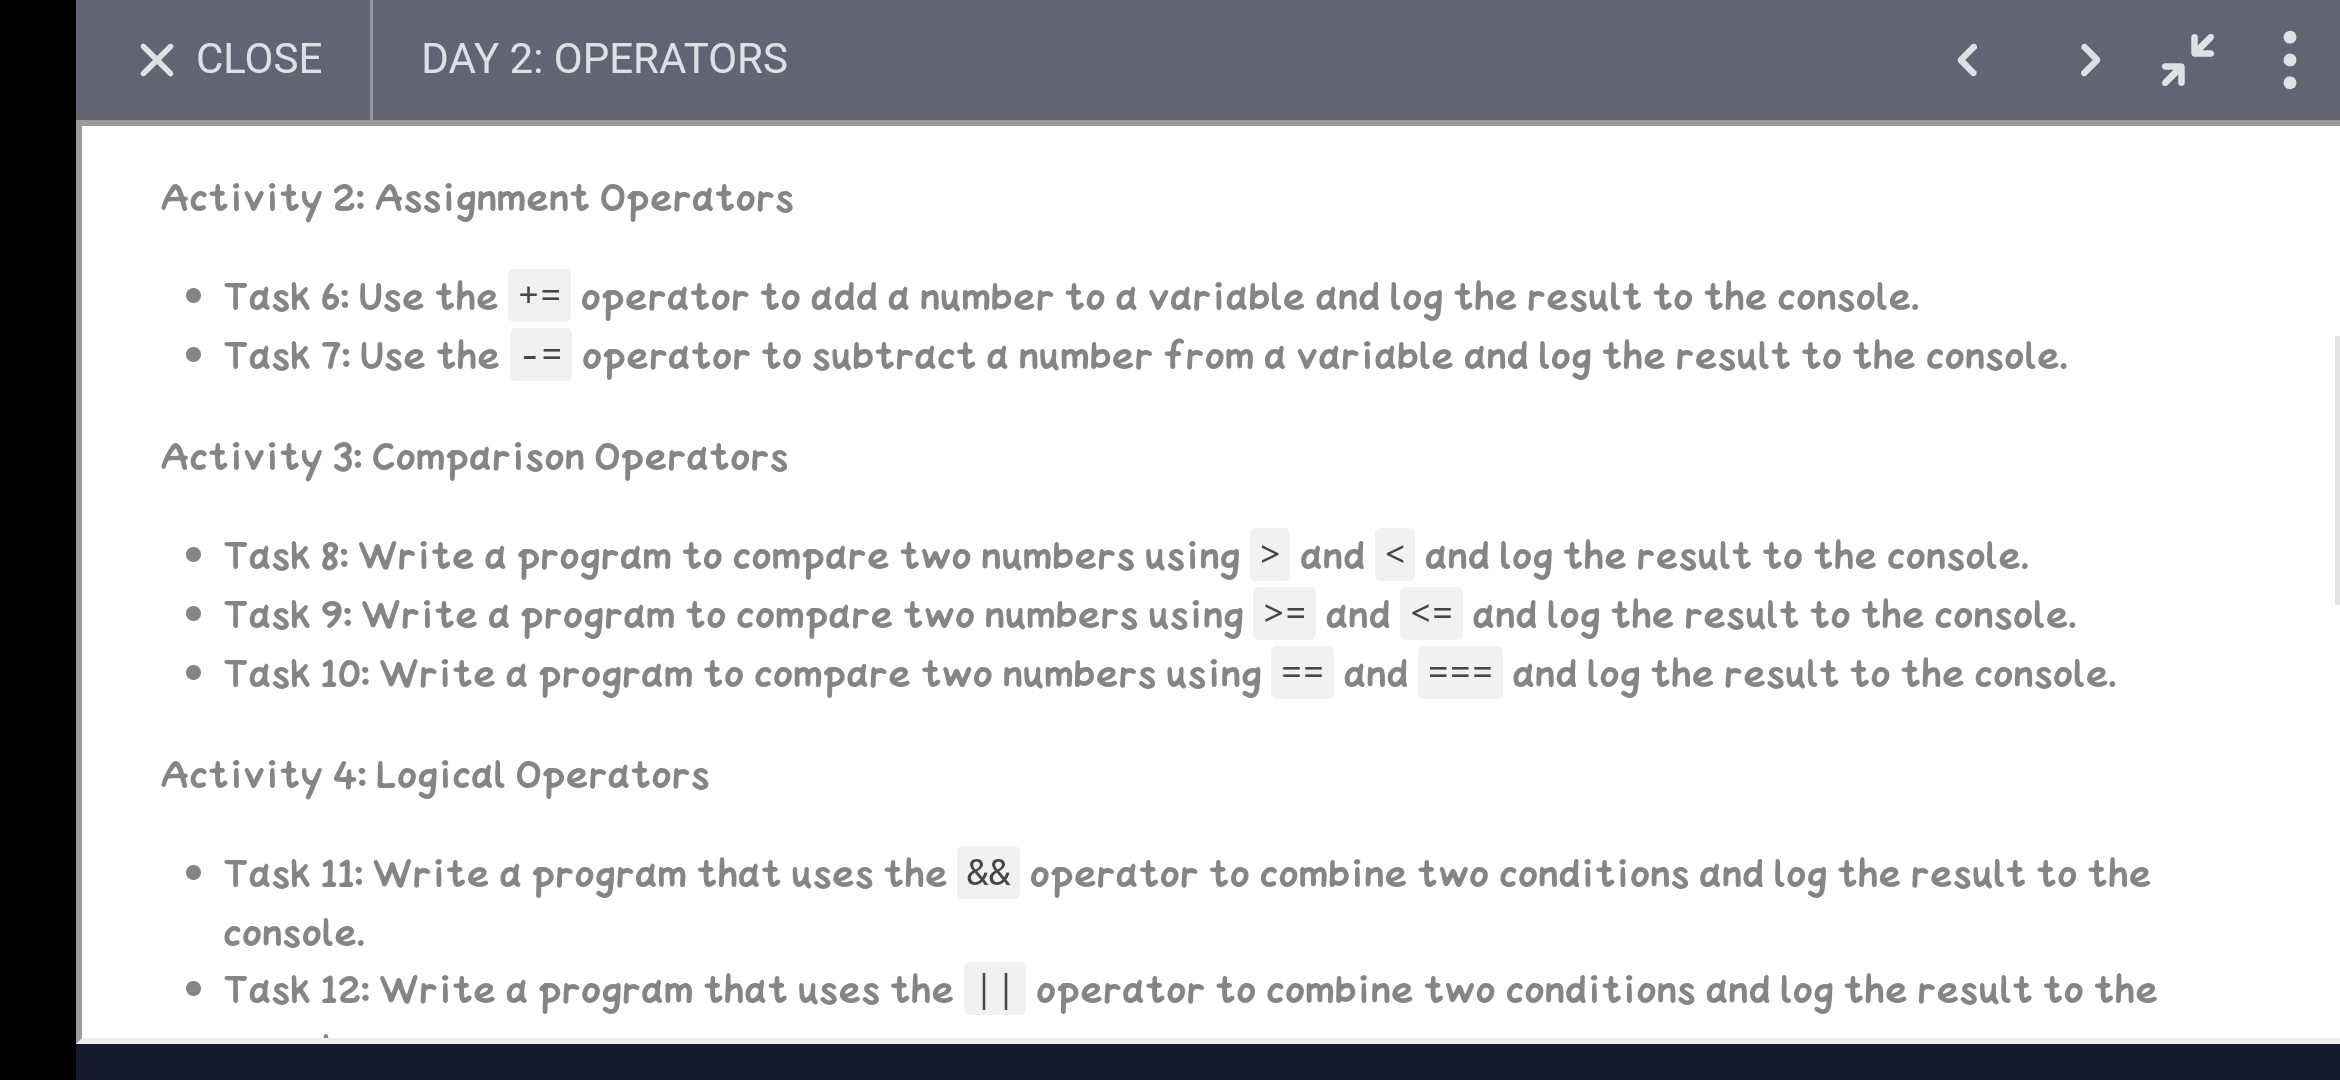 CLOSE
DAY 2: OPERATORS
Activity 2: Assignment Operators
Task 6: Use the += operator to add a number to a variable and log the result to the console.
Task 7: Use the -= operator to subtract a number from a variable and log the result to the console.
Activity 3: Comparison Operators
Task 8: Write a program to compare two numbers using > and < and log the result to the console.
Task 9: Write a program to compare two numbers using >= and <= and log the result to the console.
Task 10: Write a program to compare two numbers using == and === and log the result to the console.
Activity 4: Logical Operators
Task 11: Write a program that uses the && operator to combine two conditions and log the result to the
console.
Task 12: Write a program that uses the || operator to combine two conditions and log the result to the